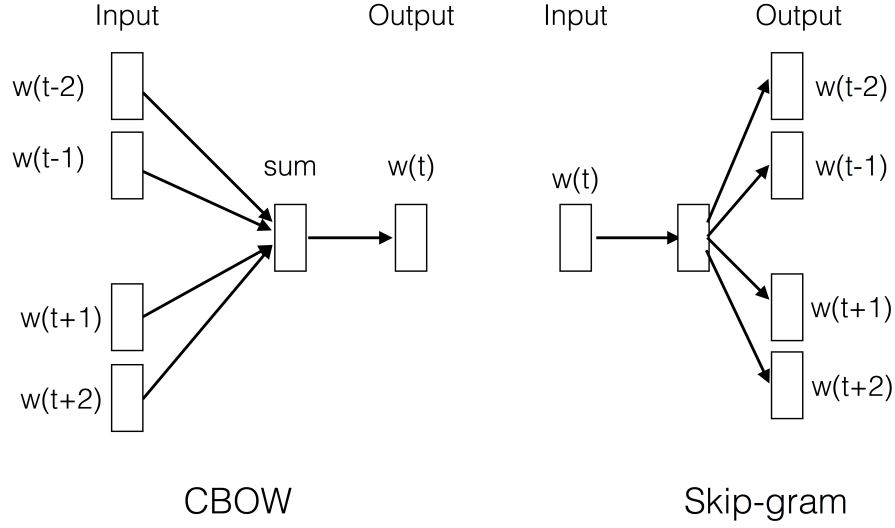 Input
Output
w(t-2)
w(t-1)
sum
w(t)
w(t+1)
w(t+2)
CBOW
Input
Output
w(t)
w(t-2)
w(t-1)
w(t+1)
w(t+2)
Skip-gram